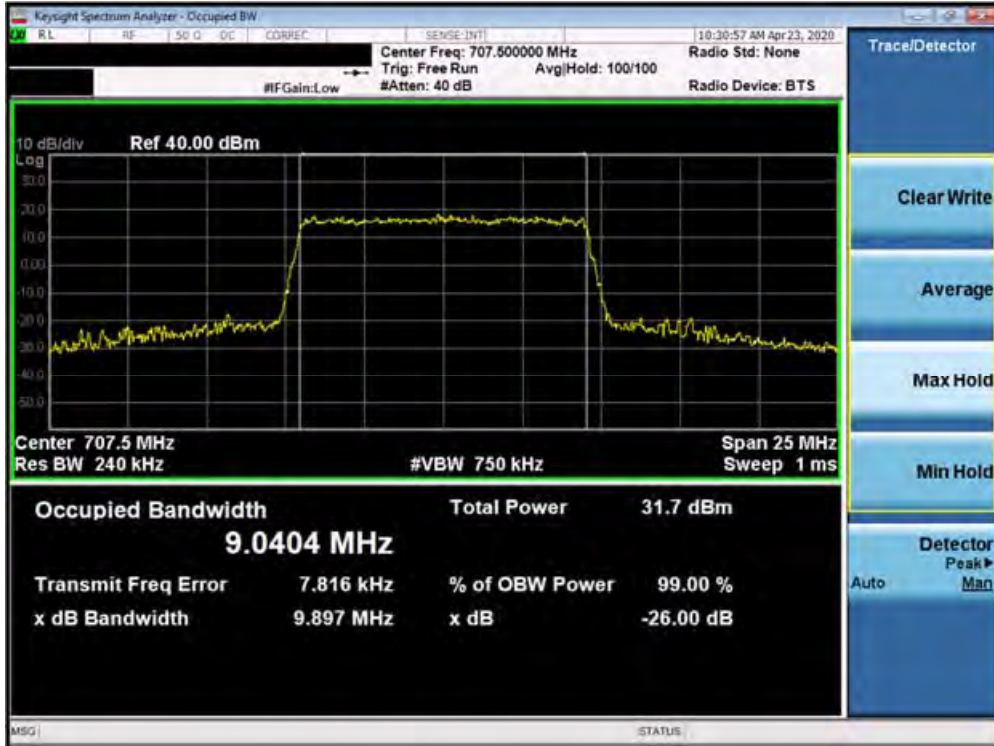 Keysight Spectrum Analyzer - Occupied BW
RL RF 50 Ω DC CORREC SENSE:INT 10:30:57 AM Apr 23, 2020
Center Freq: 707.500000 MHz Radio Std: None
Trig: Free Run Avg|Hold: 100/100
#IFGain:Low #Atten: 40 dB Radio Device: BTS
10 dB/div Ref 40.00 dBm
Log
30.0
20.0
10.0
0.00
-10.0
-20.0
-30.0
-40.0
-50.0
Center 707.5 MHz Span 25 MHz
Res BW 240 kHz #VBW 750 kHz Sweep 1 ms
Occupied Bandwidth Total Power 31.7 dBm
9.0404 MHz
Transmit Freq Error 7.816 kHz % of OBW Power 99.00 %
x dB Bandwidth 9.897 MHz x dB -26.00 dB
MSG STATUS
Trace/Detector
Clear Write
Average
Max Hold
Min Hold
Detector
Peak▶
Auto Man